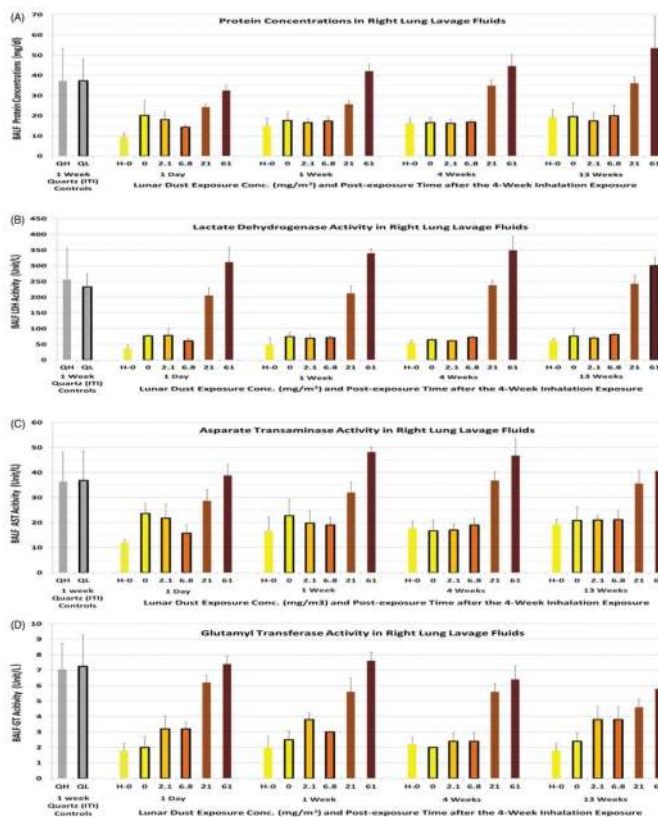 (A)
Protein Concentrations in Right Lung Lavage Fluids
BALF Protein Concentrations (mg/dl)
70
60
50
40
30
20
10
0
QH QL H-0 0 2.1 6.8 21 61 H-0 0 2.1 6.8 21 61 H-0 0 2.1 6.8 21 61 H-0 0 2.1 6.8 21 61
1 Week 1 Day 1 Week 4 Weeks 13 Weeks
Quartz (ITI)
Controls
Lunar Dust Exposure Conc. (mg/m³) and Post-exposure Time after the 4-Week Inhalation Exposure
(B)
Lactate Dehydrogenase Activity in Right Lung Lavage Fluids
BALF LDH Activity (Unit/L)
450
400
350
300
250
200
150
100
50
0
QH QL H-0 0 2.1 6.8 21 61 H-0 0 2.1 6.8 21 61 H-0 0 2.1 6.8 21 61 H-0 0 2.1 6.8 21 61
1 Week 1 Day 1 Week 4 Weeks 13 Weeks
Quartz (ITI)
Controls
Lunar Dust Exposure Conc. (mg/m³) and Post-exposure Time after the 4-Week Inhalation Exposure
(C)
Asparate Transaminase Activity in Right Lung Lavage Fluids
BALF AST Activity (Unit/L)
60
50
40
30
20
10
0
QH QL H-0 0 2.1 6.8 21 61 H-0 0 2.1 6.8 21 61 H-0 0 2.1 6.8 21 61 H-0 0 2.1 6.8 21 61
1 week 1 Day 1 Week 4 Weeks 13 Weeks
Quartz (ITI)
Controls
Lunar Dust Exposure Conc. (mg/m3) and Post-exposure Time after the 4-Week Inhalation Exposure
(D)
Glutamyl Transferase Activity in Right Lung Lavage Fluids
BALF GT Activity (Unit/L)
9
8
7
6
5
4
3
2
1
0
QH QL H-0 0 2.1 6.8 21 61 H-0 0 2.1 6.8 21 61 H-0 0 2.1 6.8 21 61 H-0 0 2.1 6.8 21 61
1 week 1 Day 1 Week 4 Weeks 13 Weeks
Quartz (ITI)
Controls
Lunar Dust Exposure Conc. (mg/m³) and Post-exposure Time after the 4-Week Inhalation Exposure